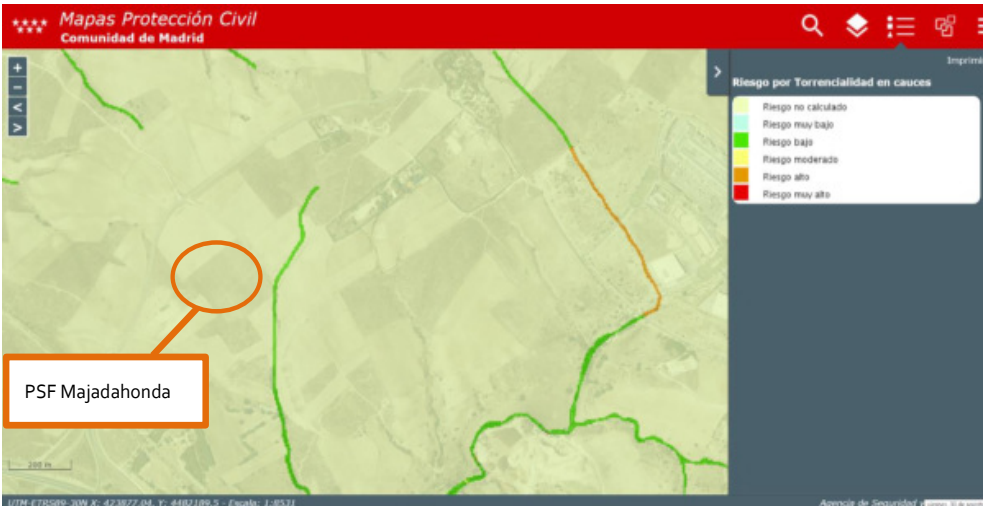 Mapas Protección Civil
Comunidad de Madrid
+
−
<
>
>
Imprimi
Riesgo por Torrencialidad en cauces
Riesgo no calculado
Riesgo muy bajo
Riesgo bajo
Riesgo moderado
Riesgo alto
Riesgo muy alto
PSF Majadahonda
200 m
UTM-ETRS89-30N X: 423877.04, Y: 4482189.5 - Escala: 1:8531
Agencia de Seguridad y